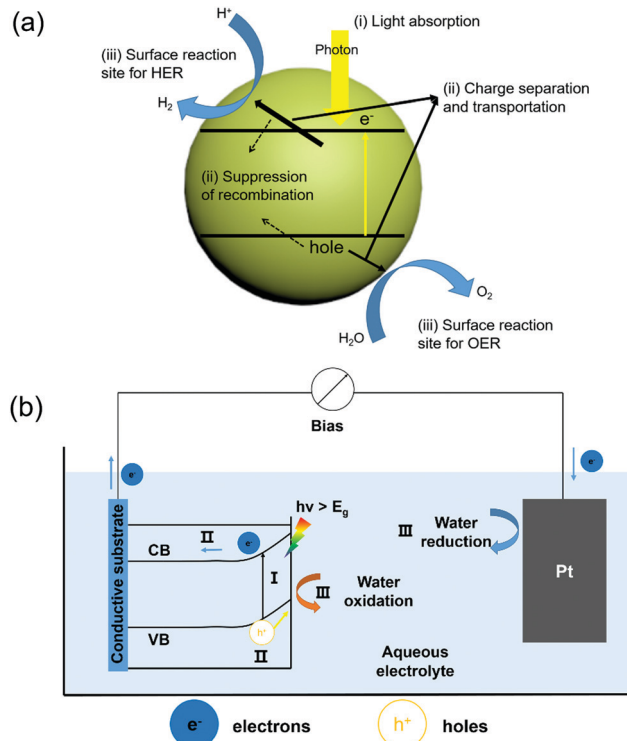 (a)
H⁺
(i) Light absorption
Photon
(iii) Surface reaction
site for HER
H₂
(ii) Charge separation
and transportation
e⁻
(ii) Suppression
of recombination
hole
O₂
H₂O
(iii) Surface reaction
site for OER
(b)
Bias
e⁻
e⁻
hv > Eg
Conductive substrate
CB
II
e⁻
I
III
Water
oxidation
VB
h⁺
II
III
Water
reduction
Pt
Aqueous
electrolyte
e⁻ electrons
h⁺ holes